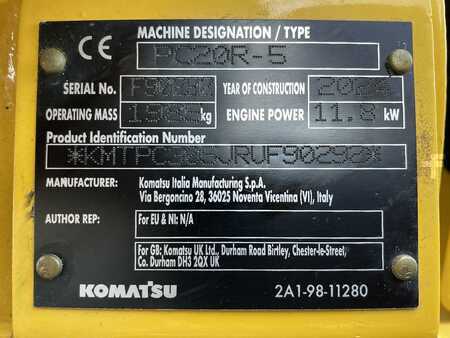 CE MACHINE DESIGNATION / TYPE
PC20R-5
SERIAL No. YEAR OF CONSTRUCTION 2024
OPERATING MASS kg ENGINE POWER 11.8 kW
Product Identification Number
MANUFACTURER: Komatsu Italia Manufacturing S.p.A.
Via Bergoncino 28, 36025 Noventa Vicentina (VI), Italy
AUTHOR REP: For EU & NI: N/A
For GB: Komatsu UK Ltd., Durham Road Birtley, Chester-le-Street,
Co. Durham DH3 2QX UK
KOMATSU 2A1-98-11280